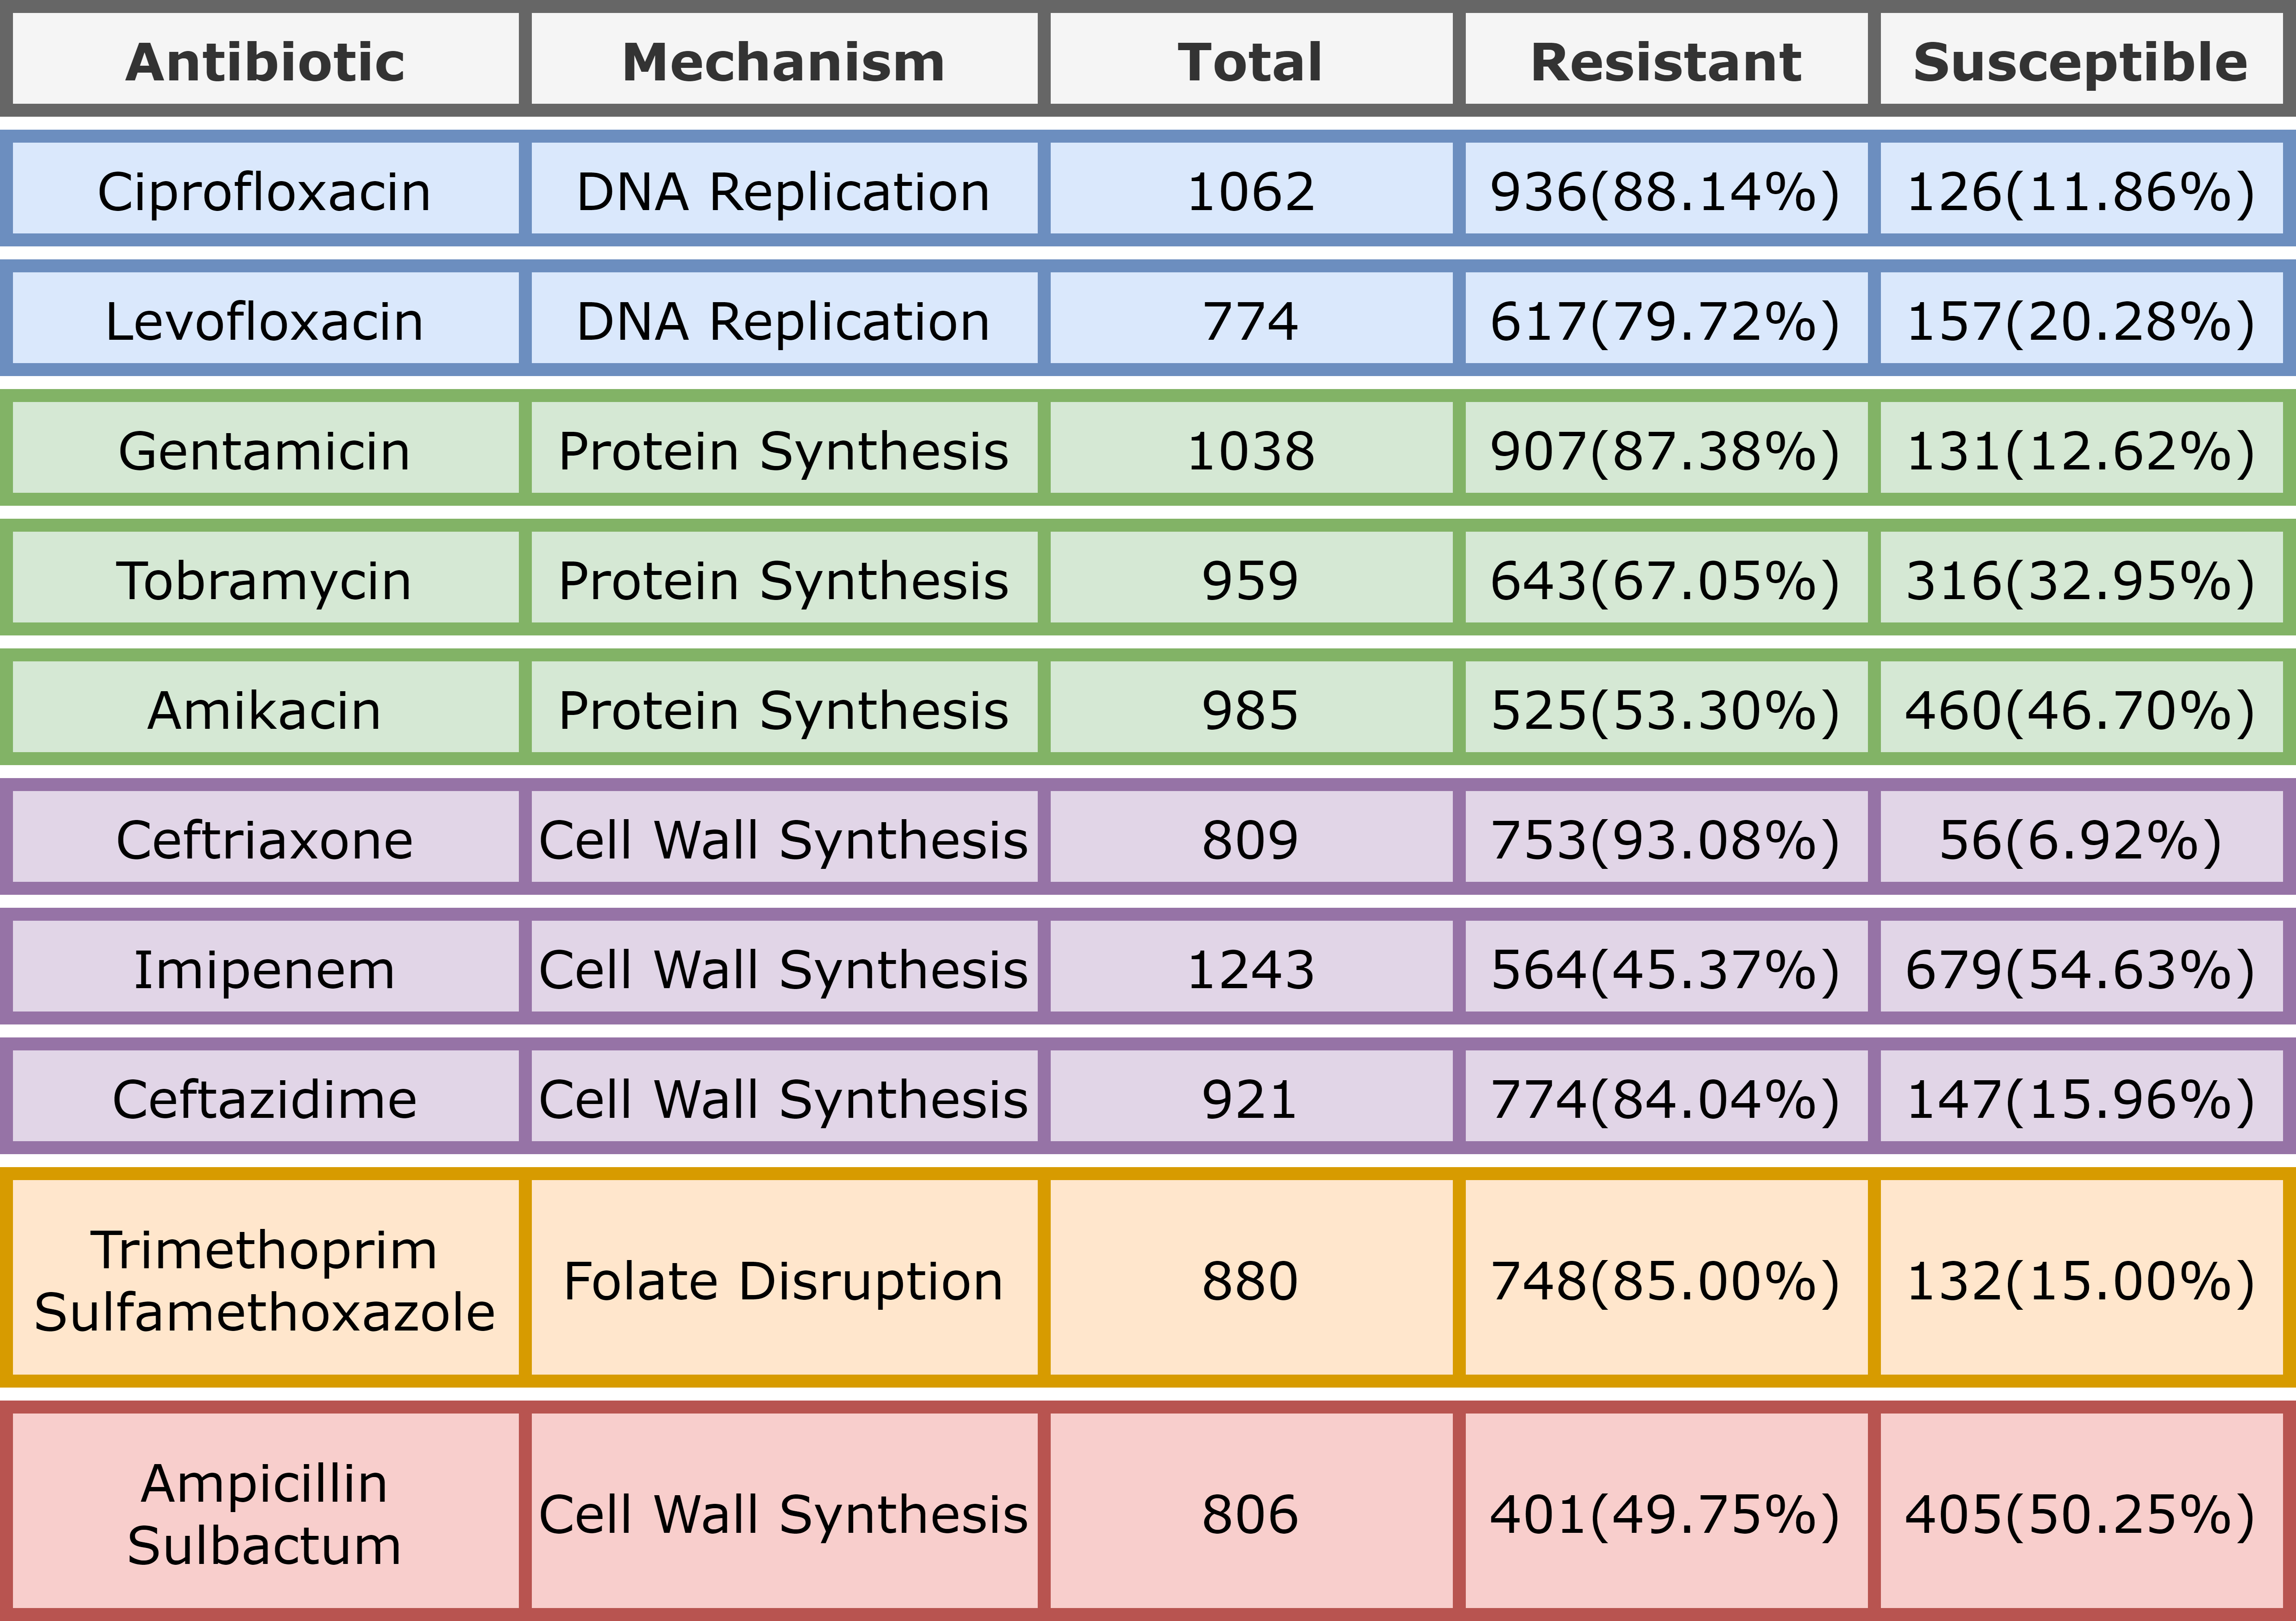 Antibiotic Mechanism Total Resistant Susceptible
Ciprofloxacin DNA Replication 1062 936(88.14%) 126(11.86%)
Levofloxacin DNA Replication 774 617(79.72%) 157(20.28%)
Gentamicin Protein Synthesis 1038 907(87.38%) 131(12.62%)
Tobramycin Protein Synthesis 959 643(67.05%) 316(32.95%)
Amikacin Protein Synthesis 985 525(53.30%) 460(46.70%)
Ceftriaxone Cell Wall Synthesis 809 753(93.08%) 56(6.92%)
Imipenem Cell Wall Synthesis 1243 564(45.37%) 679(54.63%)
Ceftazidime Cell Wall Synthesis 921 774(84.04%) 147(15.96%)
Trimethoprim
Sulfamethoxazole Folate Disruption 880 748(85.00%) 132(15.00%)
Ampicillin
Sulbactum Cell Wall Synthesis 806 401(49.75%) 405(50.25%)